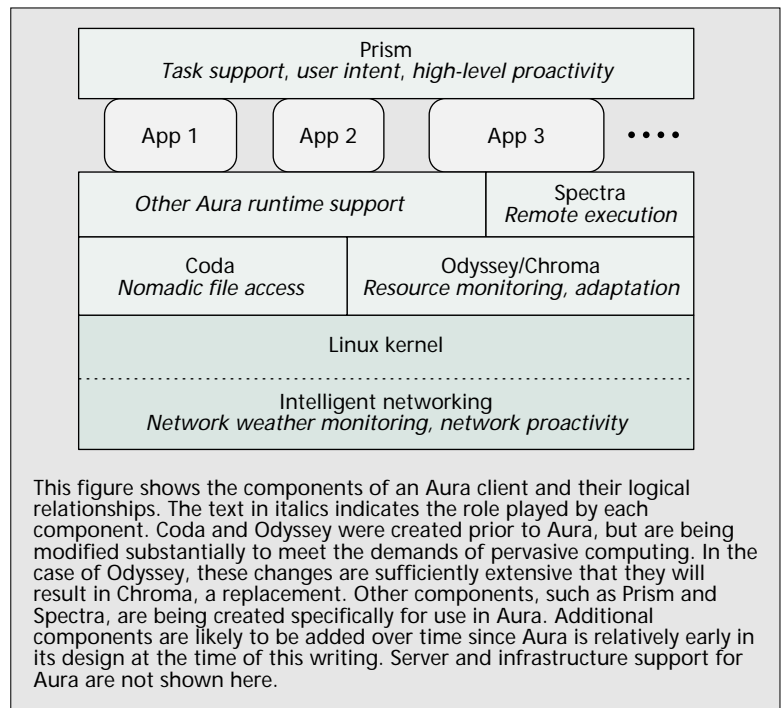 Prism
Task support, user intent, high-level proactivity
App 1
App 2
App 3
Other Aura runtime support
Spectra
Remote execution
Coda
Nomadic file access
Odyssey/Chroma
Resource monitoring, adaptation
Linux kernel
Intelligent networking
Network weather monitoring, network proactivity
This figure shows the components of an Aura client and their logical
relationships. The text in italics indicates the role played by each
component. Coda and Odyssey were created prior to Aura, but are being
modified substantially to meet the demands of pervasive computing. In the
case of Odyssey, these changes are sufficiently extensive that they will
result in Chroma, a replacement. Other components, such as Prism and
Spectra, are being created specifically for use in Aura. Additional
components are likely to be added over time since Aura is relatively early in
its design at the time of this writing. Server and infrastructure support for
Aura are not shown here.